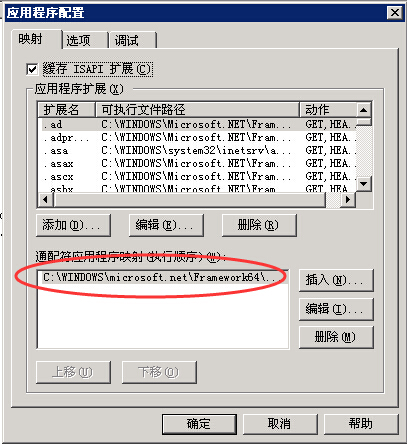 应用程序配置
映射 选项 调试
缓存 ISAPI 扩展(C)
应用程序扩展(X)
扩展名 可执行文件路径 动作
.ad C:\WINDOWS\Microsoft.NET\Fram... GET,HEA...
.adpr... C:\WINDOWS\Microsoft.NET\Fram... GET,HEA...
.asa C:\WINDOWS\system32\inetsrv\a... GET,HEA...
.asax C:\WINDOWS\Microsoft.NET\Fram... GET,HEA...
.ascx C:\WINDOWS\Microsoft.NET\Fram... GET,HEA...
.ashx C:\WINDOWS\Microsoft.NET\Fram... GET,HEA...
添加(D)... 编辑(E)... 删除(R)
通配符应用程序映射(执行顺序)(W):
C:\WINDOWS\microsoft.net\Framework64\...
插入(N)...
编辑(I)...
删除(M)
上移(U) 下移(O)
确定 取消 帮助